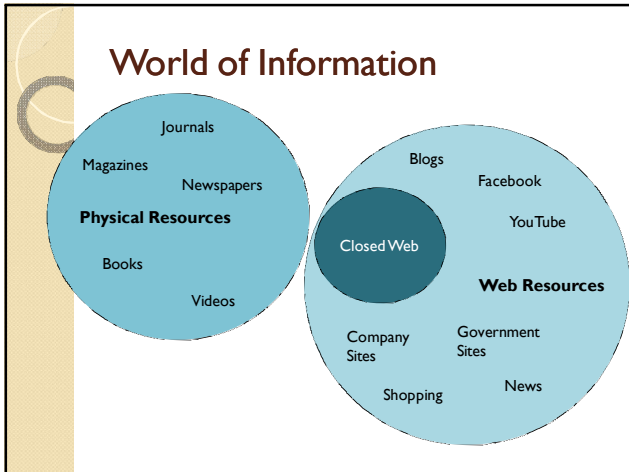 World of Information
Journals
Magazines
Newspapers
Physical Resources
Books
Videos
Blogs
Facebook
YouTube
Closed Web
Web Resources
Company
Sites
Government
Sites
Shopping
News